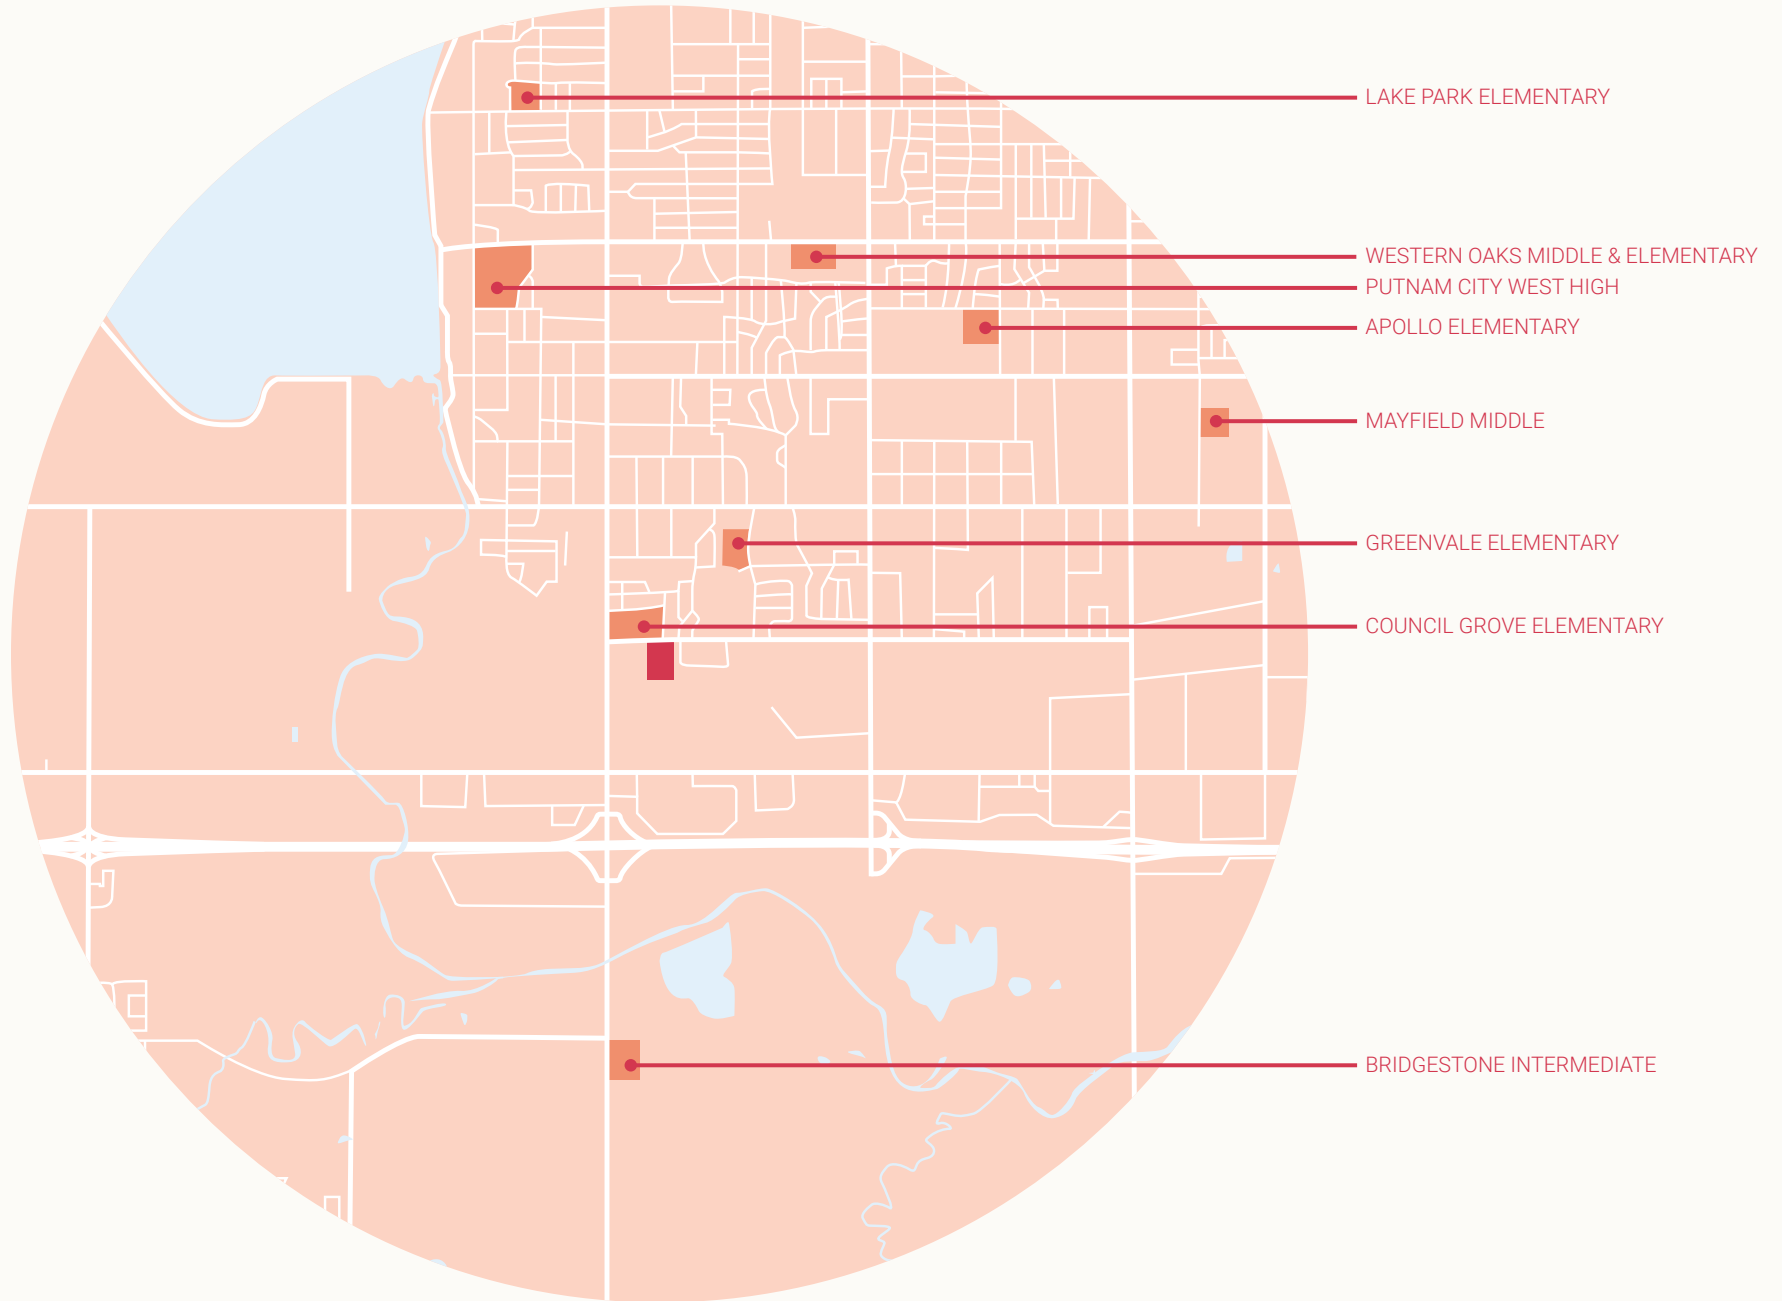 LAKE PARK ELEMENTARY
WESTERN OAKS MIDDLE & ELEMENTARY
PUTNAM CITY WEST HIGH
APOLLO ELEMENTARY
MAYFIELD MIDDLE
GREENVALE ELEMENTARY
COUNCIL GROVE ELEMENTARY
BRIDGESTONE INTERMEDIATE